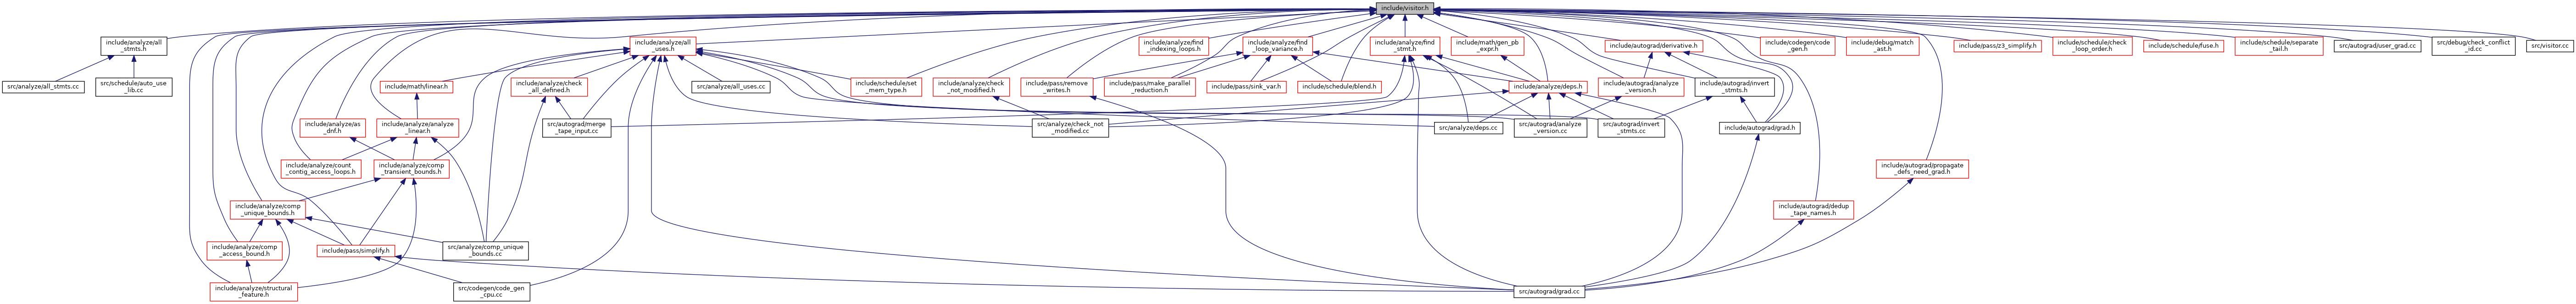 include/visitor.h
include/analyze/all
_stmts.h
include/analyze/all
_uses.h
include/analyze/find
_indexing_loops.h
include/analyze/find
_loop_variance.h
include/analyze/find
_stmt.h
include/math/gen_pb
_expr.h
include/autograd/derivative.h
include/codegen/code
_gen.h
include/debug/match
_ast.h
include/pass/z3_simplify.h
include/schedule/check
_loop_order.h
include/schedule/fuse.h
include/schedule/separate
_tail.h
src/autograd/user_grad.cc
src/debug/check_conflict
_id.cc
src/visitor.cc
src/analyze/all_stmts.cc
src/schedule/auto_use
_lib.cc
include/math/linear.h
include/analyze/check
_all_defined.h
src/analyze/all_uses.cc
include/schedule/set
_mem_type.h
include/analyze/check
_not_modified.h
include/pass/remove
_writes.h
include/pass/make_parallel
_reduction.h
include/pass/sink_var.h
include/schedule/blend.h
include/analyze/deps.h
include/autograd/analyze
_version.h
include/autograd/invert
_stmts.h
include/analyze/as
_dnf.h
include/analyze/analyze
_linear.h
src/autograd/merge
_tape_input.cc
src/analyze/check_not
_modified.cc
src/analyze/deps.cc
src/autograd/analyze
_version.cc
src/autograd/invert
_stmts.cc
include/autograd/grad.h
include/analyze/count
_contig_access_loops.h
include/analyze/comp
_transient_bounds.h
include/autograd/propagate
_defs_need_grad.h
include/analyze/comp
_unique_bounds.h
include/autograd/dedup
_tape_names.h
include/analyze/comp
_access_bound.h
include/pass/simplify.h
src/analyze/comp_unique
_bounds.cc
include/analyze/structural
_feature.h
src/codegen/code_gen
_cpu.cc
src/autograd/grad.cc